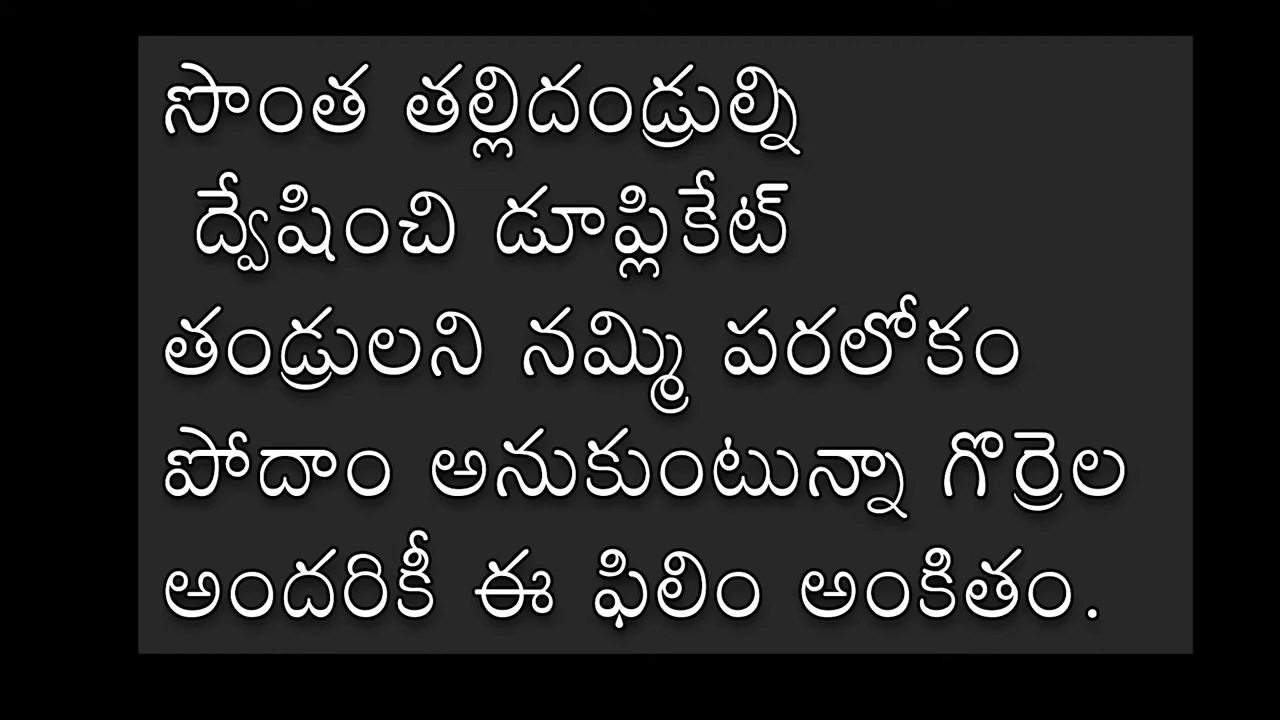 సొంత తల్లిదండ్రుల్ని
ద్వేషించి డూప్లికేట్
తండ్రులని నమ్మి పరలోకం
పోదాం అనుకుంటున్నా గొర్రెల
అందరికీ ఈ ఫిలిం అంకితం.